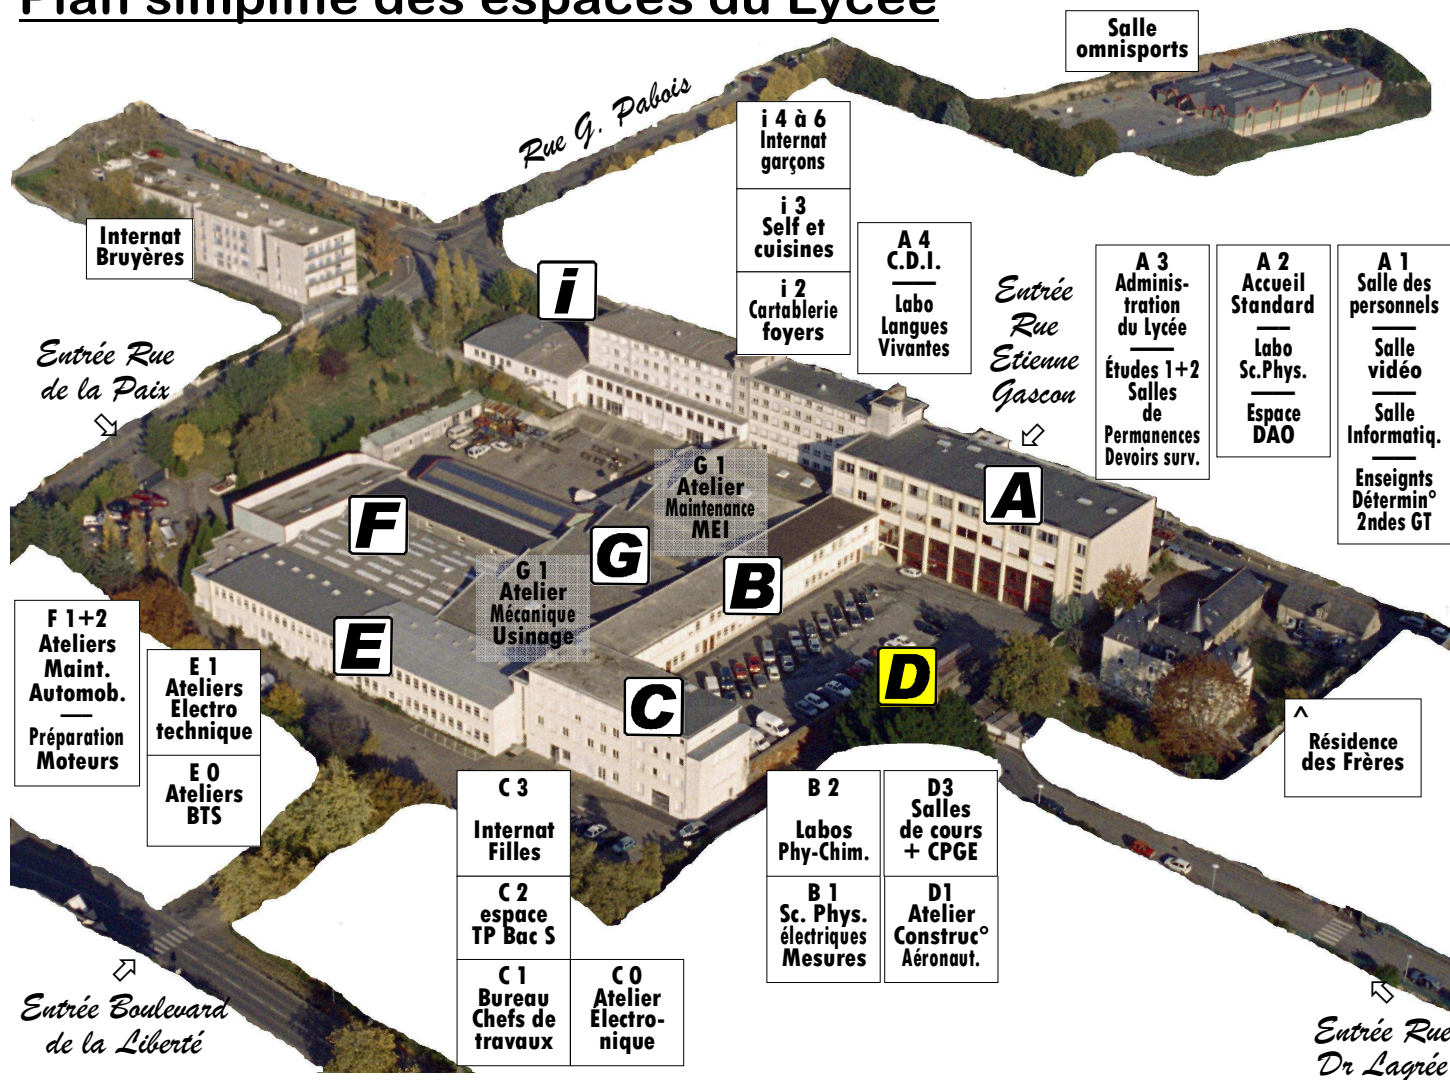 Plan simplifié des espaces du Lycée
Salle
omnisports
Rue G. Pabois
i 4 à 6
Internat
garçons
i 3
Self et
cuisines
i 2
Cartablerie
foyers
A 4
C.D.I.
Labo
Langues
Vivantes
Entrée
Rue
Etienne
Gascon
A 3
Adminis-
tration
du Lycée
Études 1+2
Salles
de
Permanences
Devoirs surv.
A 2
Accueil
Standard
Labo
Sc.Phys.
Espace
DAO
A 1
Salle des
personnels
Salle
vidéo
Salle
Informatiq.
Enseignts
Détermin°
2ndes GT
Internat
Bruyères
i
Entrée Rue
de la Paix
A
F
G 1
Atelier
Maintenance
MEI
G
G 1
Atelier
Mécanique
Usinage
B
E
C
D
F 1+2
Ateliers
Maint.
Automob.
Préparation
Moteurs
E 1
Ateliers
Electro
technique
E 0
Ateliers
BTS
^
Résidence
des Frères
C 3
Internat
Filles
C 2
espace
TP Bac S
C 1
Bureau
Chefs de
travaux
C 0
Atelier
Électro-
nique
B 2
Labos
Phy-Chim.
B 1
Sc. Phys.
électriques
Mesures
D3
Salles
de cours
+ CPGE
D1
Atelier
Construc°
Aéronaut.
Entrée Boulevard
de la Liberté
Entrée Rue
Dr Lagrée